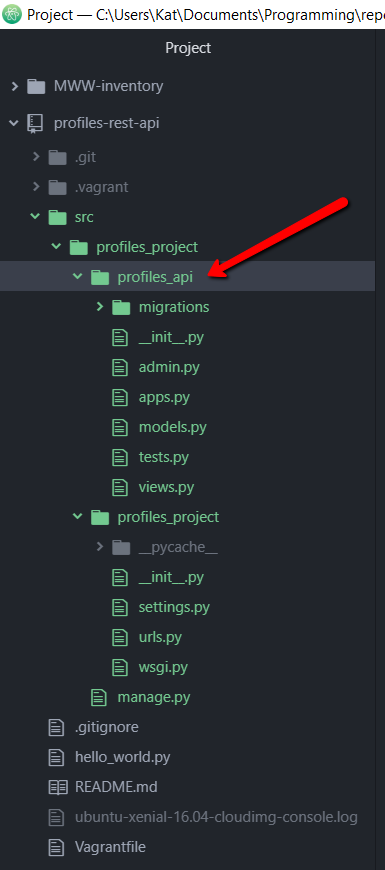 Project — C:\Users\Kat\Documents\Programming\repo
Project
MWW-inventory
profiles-rest-api
.git
.vagrant
src
profiles_project
profiles_api
migrations
__init__.py
admin.py
apps.py
models.py
tests.py
views.py
profiles_project
__pycache__
__init__.py
settings.py
urls.py
wsgi.py
manage.py
.gitignore
hello_world.py
README.md
ubuntu-xenial-16.04-cloudimg-console.log
Vagrantfile